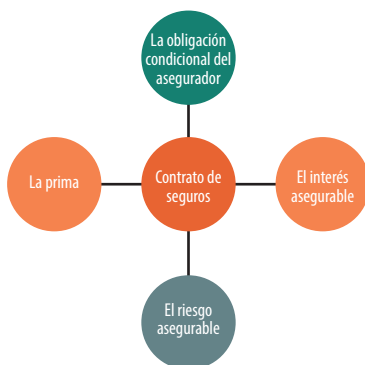 La obligación
condicional del
asegurador
La prima
Contrato de
seguros
El interés
asegurable
El riesgo
asegurable